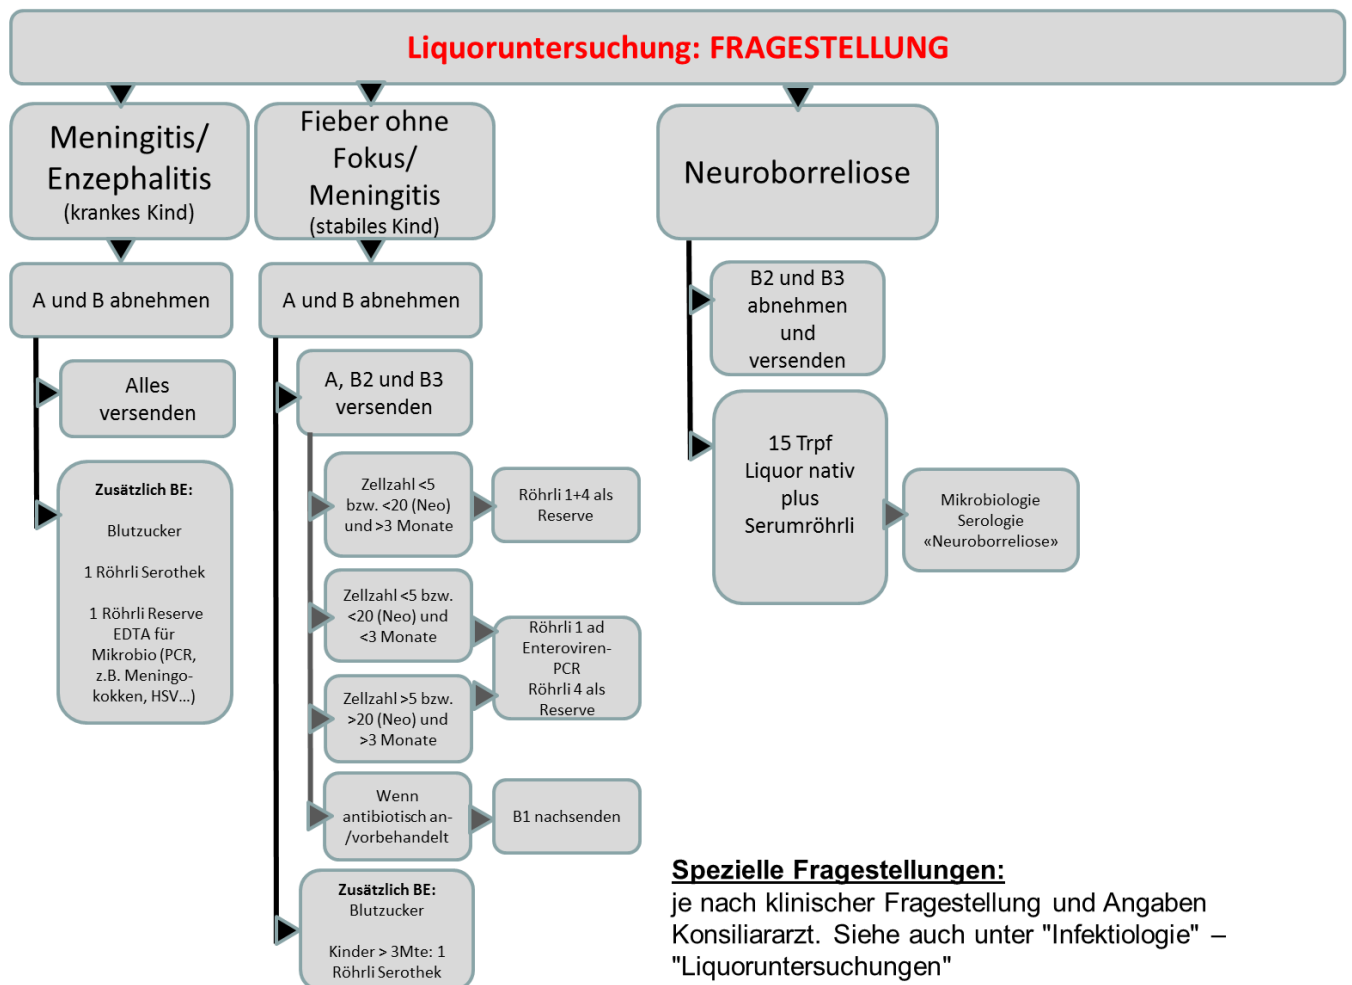 Liquoruntersuchung: FRAGESTELLUNG
Meningitis/
Enzephalitis
(krankes Kind)
A und B abnehmen
Alles
versenden
Zusätzlich BE:
Blutzucker
1 Röhrli Serothek
1 Röhrli Reserve
EDTA für
Mikrobio (PCR,
z.B. Meningo-
kokken, HSV...)
Fieber ohne
Fokus/
Meningitis
(stabiles Kind)
A und B abnehmen
A, B2 und B3
versenden
Zellzahl <5
bzw. <20 (Neo)
und >3 Monate
Röhrli 1+4 als
Reserve
Zellzahl <5 bzw.
<20 (Neo) und
<3 Monate
Zellzahl >5 bzw.
>20 (Neo) und
>3 Monate
Röhrli 1 ad
Enteroviren-
PCR
Röhrli 4 als
Reserve
Wenn
antibiotisch an-
/vorbehandelt
B1 nachsenden
Zusätzlich BE:
Blutzucker
Kinder > 3Mte: 1
Röhrli Serothek
Neuroborreliose
B2 und B3
abnehmen
und
versenden
15 Trpf
Liquor nativ
plus
Serumröhrli
Mikrobiologie
Serologie
«Neuroborreliose»
Spezielle Fragestellungen:
je nach klinischer Fragestellung und Angaben
Konsiliararzt. Siehe auch unter "Infektiologie" –
"Liquoruntersuchungen"